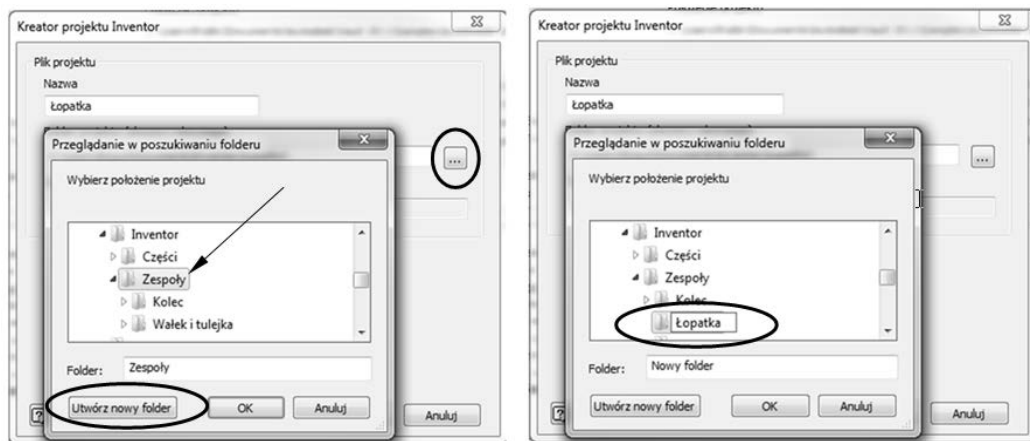 Kreator projektu Inventor
Plik projektu
Nazwa
Łopatka
Przeglądanie w poszukiwaniu folderu
...
Wybierz położenie projektu
Inventor
Części
Zespoły
Kolec
Wałek i tulejka
Folder: Zespoły
Utwórz nowy folder OK Anuluj
? Anuluj
Kreator projektu Inventor
Plik projektu
Nazwa
Łopatka
Przeglądanie w poszukiwaniu folderu
...
Wybierz położenie projektu
Inventor
Części
Zespoły
Kolec
Łopatka
Folder: Nowy folder
Utwórz nowy folder OK Anuluj
? Anuluj